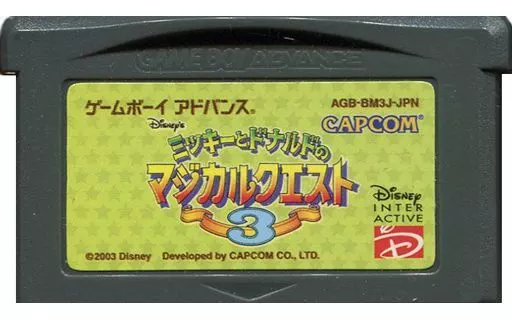 GAME BOY ADVANCE
ゲームボーイ アドバンス®
AGB-BM3J-JPN
Disney's
CAPCOM®
ミッキーとドナルドの
マジカルクエスト
3
Disney
INTER
ACTIVE
D
©2003 Disney Developed by CAPCOM CO., LTD.